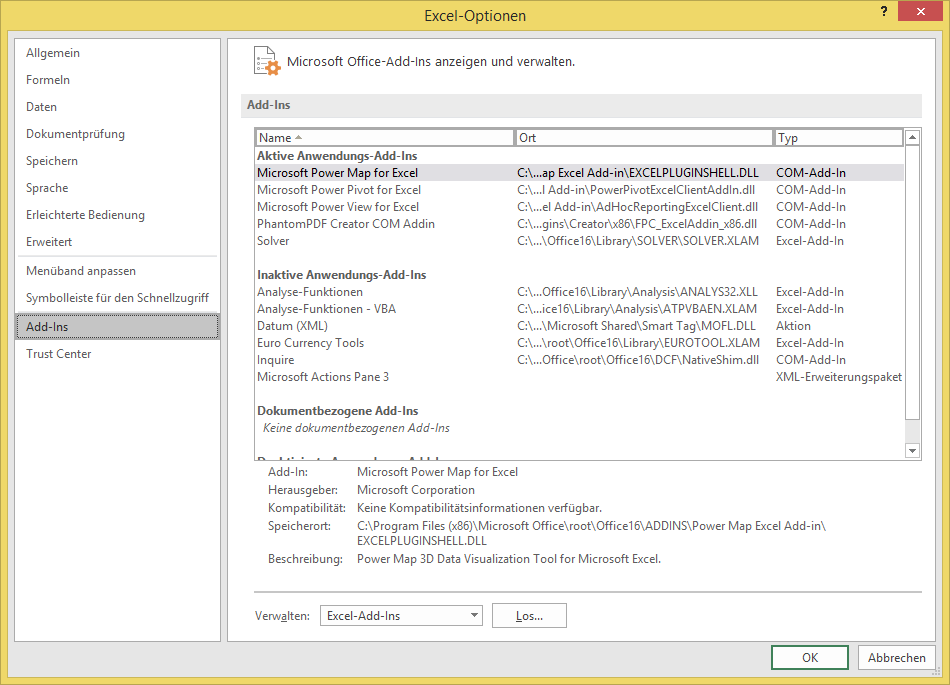 Excel-Optionen
?
Allgemein
Formeln
Daten
Dokumentprüfung
Speichern
Sprache
Erleichterte Bedienung
Erweitert
Menüband anpassen
Symbolleiste für den Schnellzugriff
Add-Ins
Trust Center
Microsoft Office-Add-Ins anzeigen und verwalten.
Add-Ins
Name Ort Typ
Aktive Anwendungs-Add-Ins
Microsoft Power Map for Excel C:\...ap Excel Add-in\EXCELPLUGINSHELL.DLL COM-Add-In
Microsoft Power Pivot for Excel C:\...l Add-in\PowerPivotExcelClientAddIn.dll COM-Add-In
Microsoft Power View for Excel C:\...el Add-in\AdHocReportingExcelClient.dll COM-Add-In
PhantomPDF Creator COM Addin C:\...gins\Creator\x86\FPC_ExcelAddin_x86.dll COM-Add-In
Solver C:\...\Office16\Library\SOLVER\SOLVER.XLAM Excel-Add-In
Inaktive Anwendungs-Add-Ins
Analyse-Funktionen C:\...Office16\Library\Analysis\ANALYS32.XLL Excel-Add-In
Analyse-Funktionen - VBA C:\...ice16\Library\Analysis\ATPVBAEN.XLAM Excel-Add-In
Datum (XML) C:\...\Microsoft Shared\Smart Tag\MOFL.DLL Aktion
Euro Currency Tools C:\...\root\Office16\Library\EUROTOOL.XLAM Excel-Add-In
Inquire C:\...Office\root\Office16\DCF\NativeShim.dll COM-Add-In
Microsoft Actions Pane 3 XML-Erweiterungspaket
Dokumentbezogene Add-Ins
Keine dokumentbezogenen Add-Ins
Add-In: Microsoft Power Map for Excel
Herausgeber: Microsoft Corporation
Kompatibilität: Keine Kompatibilitätsinformationen verfügbar.
Speicherort: C:\Program Files (x86)\Microsoft Office\root\Office16\ADDINS\Power Map Excel Add-in\
EXCELPLUGINSHELL.DLL
Beschreibung: Power Map 3D Data Visualization Tool for Microsoft Excel.
Verwalten: Excel-Add-Ins Los...
OK Abbrechen